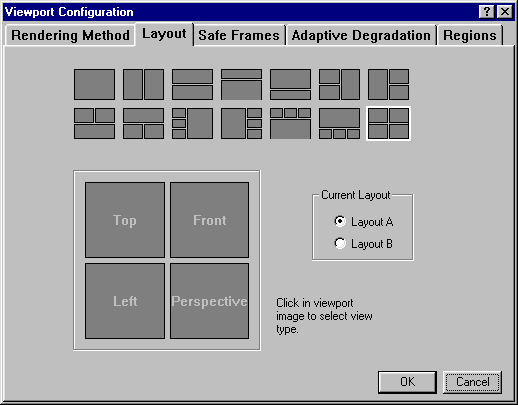 Viewport Configuration
Rendering Method Layout Safe Frames Adaptive Degradation Regions
Top Front
Left Perspective
Current Layout
Layout A
Layout B
Click in viewport
image to select view
type.
OK Cancel